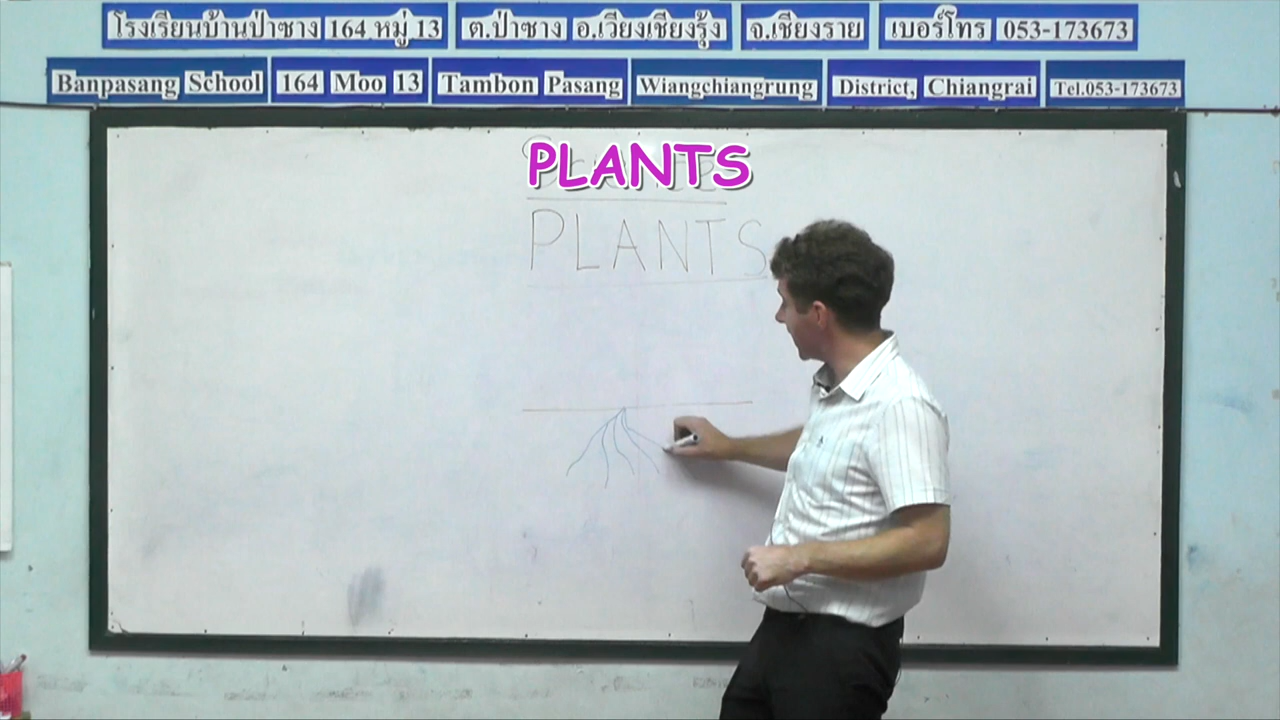 โรงเรียนบ้านป่าซาง 164 หมู่ 13 ต.ป่าซาง อ.เวียงเชียงรุ้ง จ.เชียงราย เบอร์โทร 053-173673
Banpasang School 164 Moo 13 Tambon Pasang Wiangchiangrung District, Chiangrai Tel.053-173673
PLANTS
PLANTS